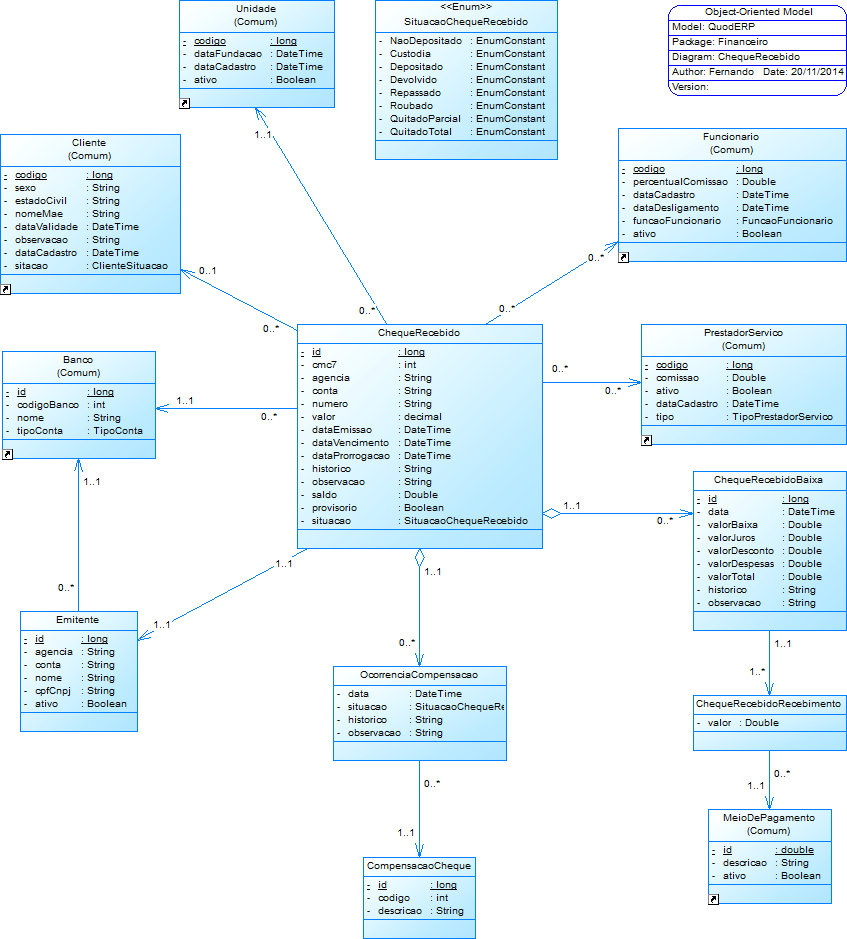 Unidade
(Comum)
- codigo : long
- dataFundacao : DateTime
- dataCadastro : DateTime
- ativo : Boolean
<<Enum>>
SituacaoChequeRecebido
- NaoDepositado : EnumConstant
- Custodia : EnumConstant
- Depositado : EnumConstant
- Devolvido : EnumConstant
- Repassado : EnumConstant
- Roubado : EnumConstant
- QuitadoParcial : EnumConstant
- QuitadoTotal : EnumConstant
Object-Oriented Model
Model: QuodERP
Package: Financeiro
Diagram: ChequeRecebido
Author: Fernando Date: 20/11/2014
Version:
1..1
0..*
Cliente
(Comum)
- codigo : long
- sexo : String
- estadoCivil : String
- nomeMae : String
- dataValidade : DateTime
- observacao : String
- dataCadastro : DateTime
- sitacao : ClienteSituacao
0..1
0..*
Funcionario
(Comum)
- codigo : long
- percentualComissao : Double
- dataCadastro : DateTime
- dataDesligamento : DateTime
- funcaoFuncionario : FuncaoFuncionario
- ativo : Boolean
0..*
0..*
Banco
(Comum)
- id : long
- codigoBanco : int
- nome : String
- tipoConta : TipoConta
1..1
0..*
ChequeRecebido
- id : long
- cmc7 : int
- agencia : String
- conta : String
- numero : String
- valor : decimal
- dataEmissao : DateTime
- dataVencimento : DateTime
- dataProrrogacao : DateTime
- historico : String
- observacao : String
- saldo : Double
- provisorio : Boolean
- situacao : SituacaoChequeRecebido
0..*
0..*
PrestadorServico
(Comum)
- codigo : long
- comissao : Double
- ativo : Boolean
- dataCadastro : DateTime
- tipo : TipoPrestadorServico
1..1
0..*
ChequeRecebidoBaixa
- id : long
- data : DateTime
- valorBaixa : Double
- valorJuros : Double
- valorDesconto : Double
- valorDespesas : Double
- valorTotal : Double
- historico : String
- observacao : String
1..1
0..*
1..1
1..1
Emitente
- id : long
- agencia : String
- conta : String
- nome : String
- cpfCnpj : String
- ativo : Boolean
1..1
0..*
OcorrenciaCompensacao
- data : DateTime
- situacao : SituacaoChequeRe
- historico : String
- observacao : String
1..1
1..*
ChequeRecebidoRecebimento
- valor : Double
0..*
1..1
0..*
1..1
MeioDePagamento
(Comum)
- id : double
- descricao : String
- ativo : Boolean
CompensacaoCheque
- id : long
- codigo : int
- descricao : String